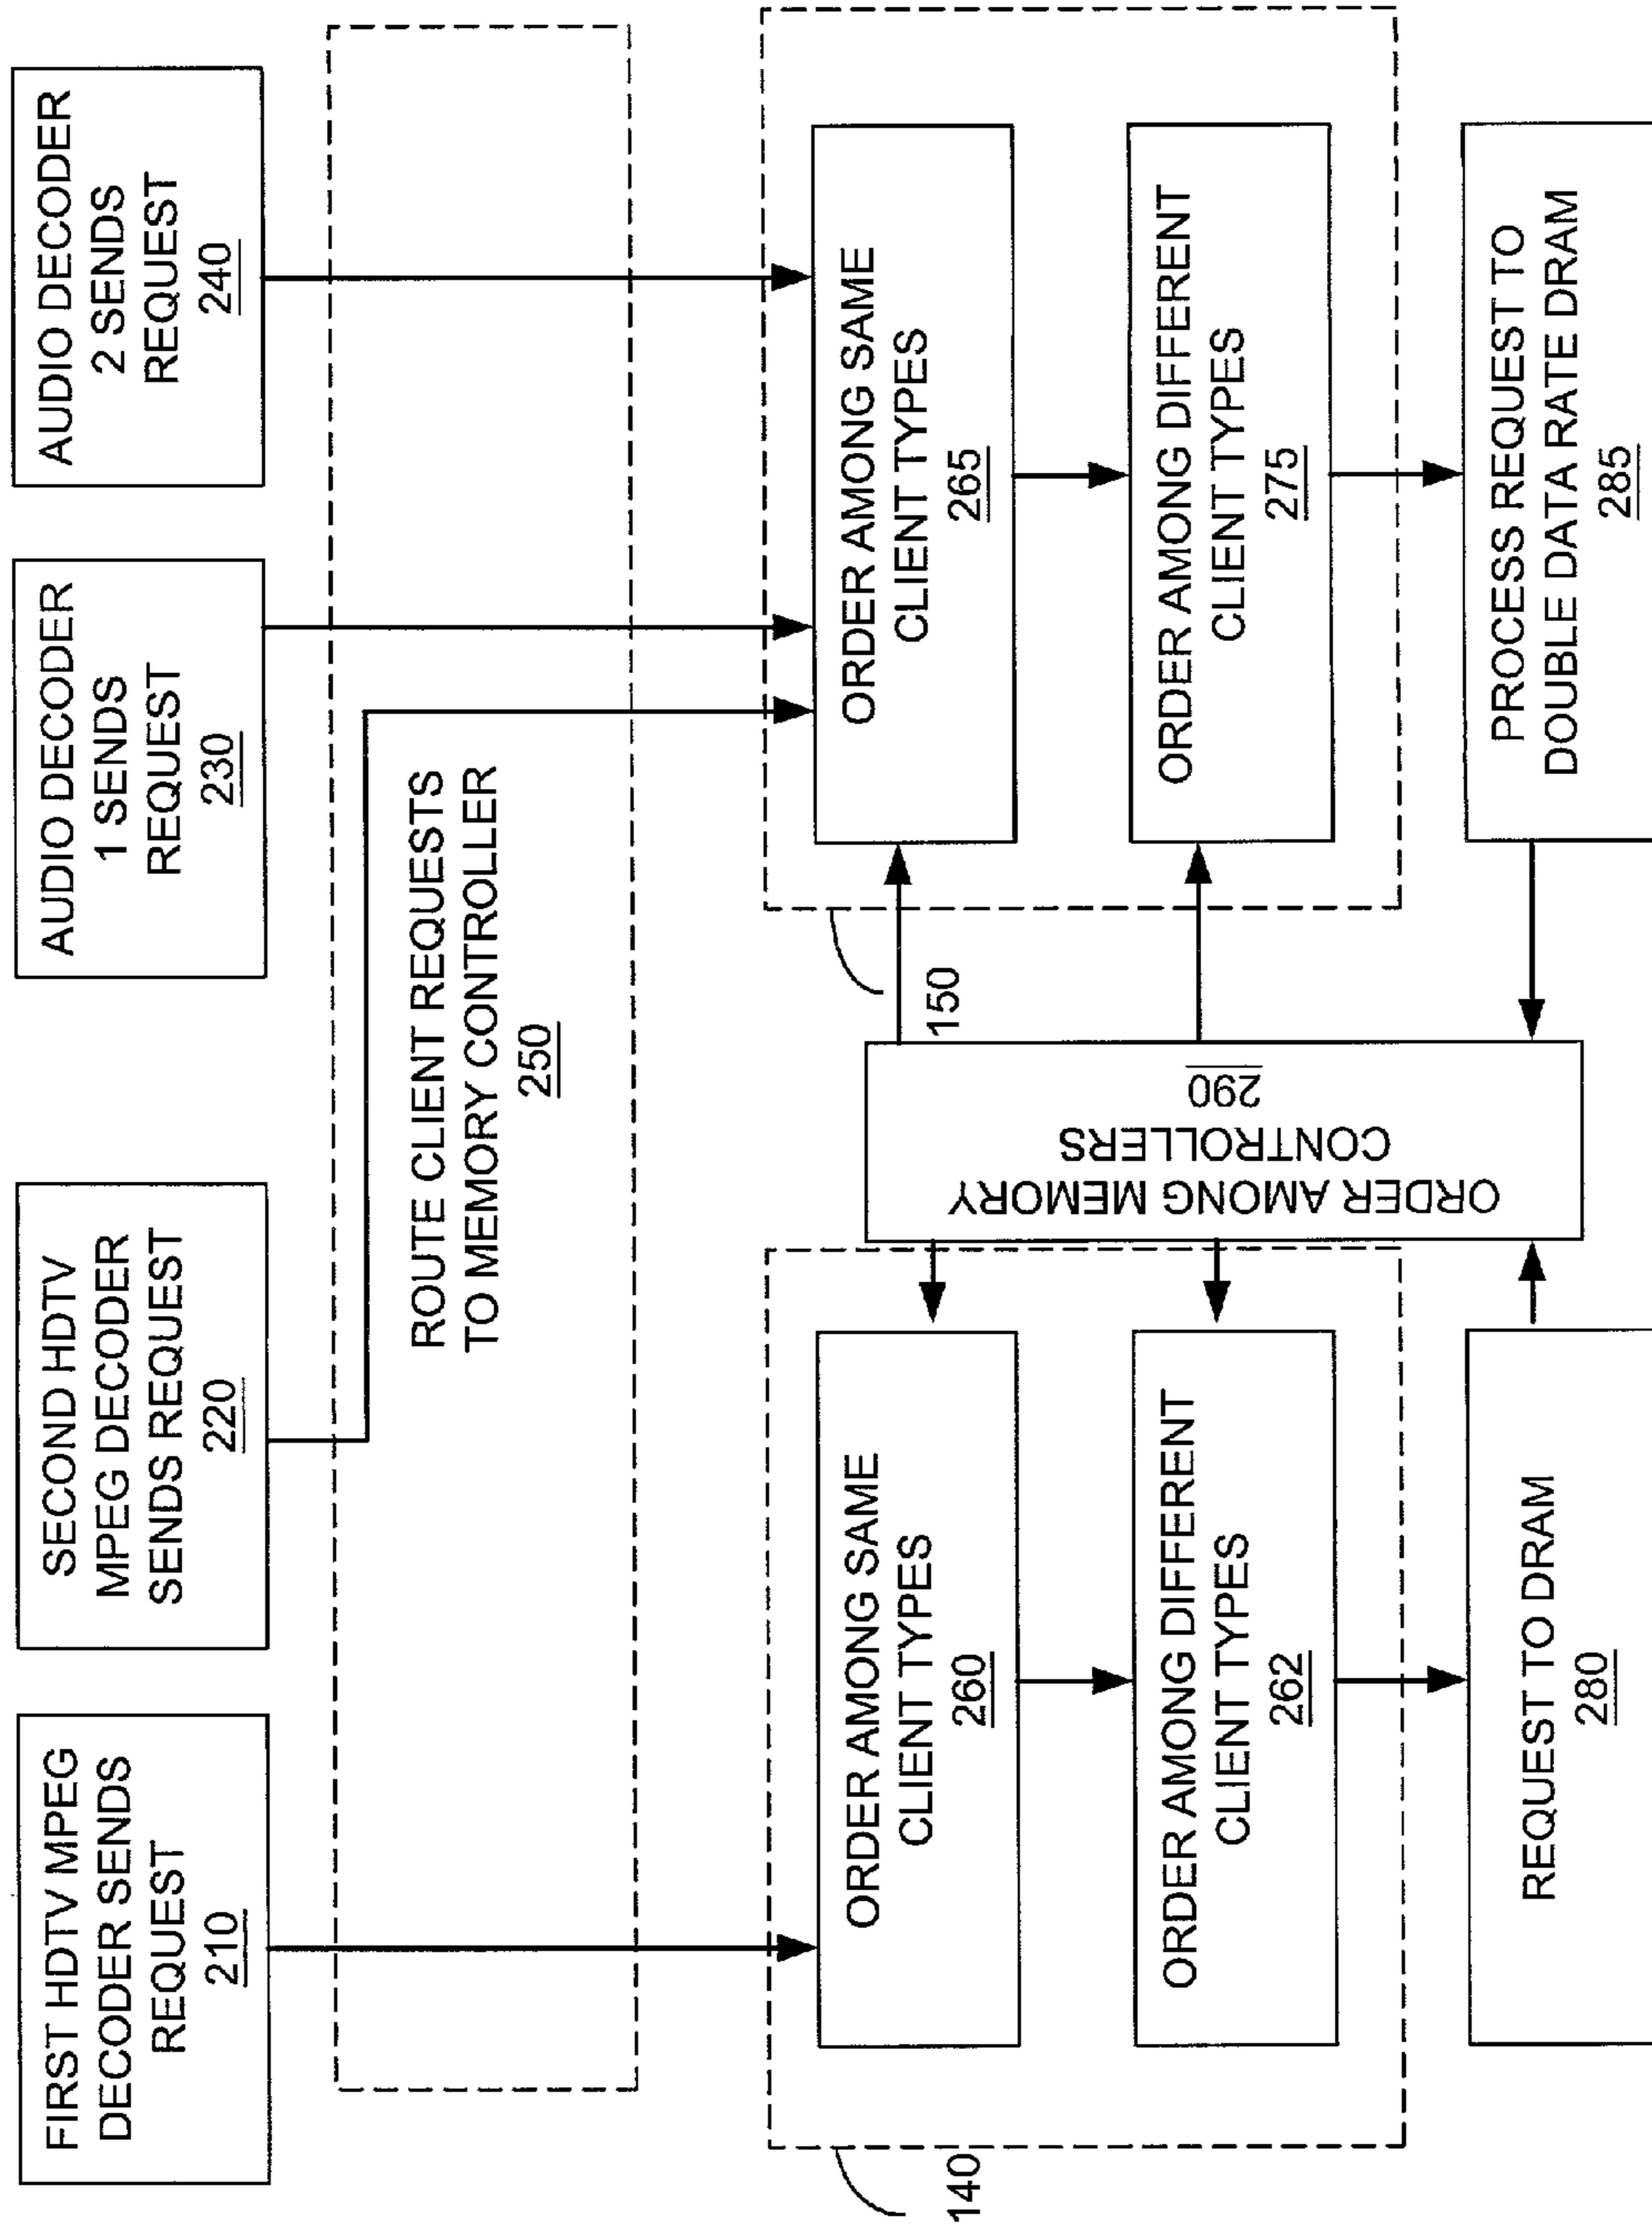 FIRST HDTV MPEG
DECODER SENDS
REQUEST
210
SECOND HDTV
MPEG DECODER
SENDS REQUEST
220
AUDIO DECODER
1 SENDS
REQUEST
230
AUDIO DECODER
2 SENDS
REQUEST
240
ROUTE CLIENT REQUESTS
TO MEMORY CONTROLLER
250
140
ORDER AMONG SAME
CLIENT TYPES
260
ORDER AMONG DIFFERENT
CLIENT TYPES
262
REQUEST TO DRAM
280
ORDER AMONG MEMORY
CONTROLLERS
290
150
ORDER AMONG SAME
CLIENT TYPES
265
ORDER AMONG DIFFERENT
CLIENT TYPES
275
PROCESS REQUEST TO
DOUBLE DATA RATE DRAM
285